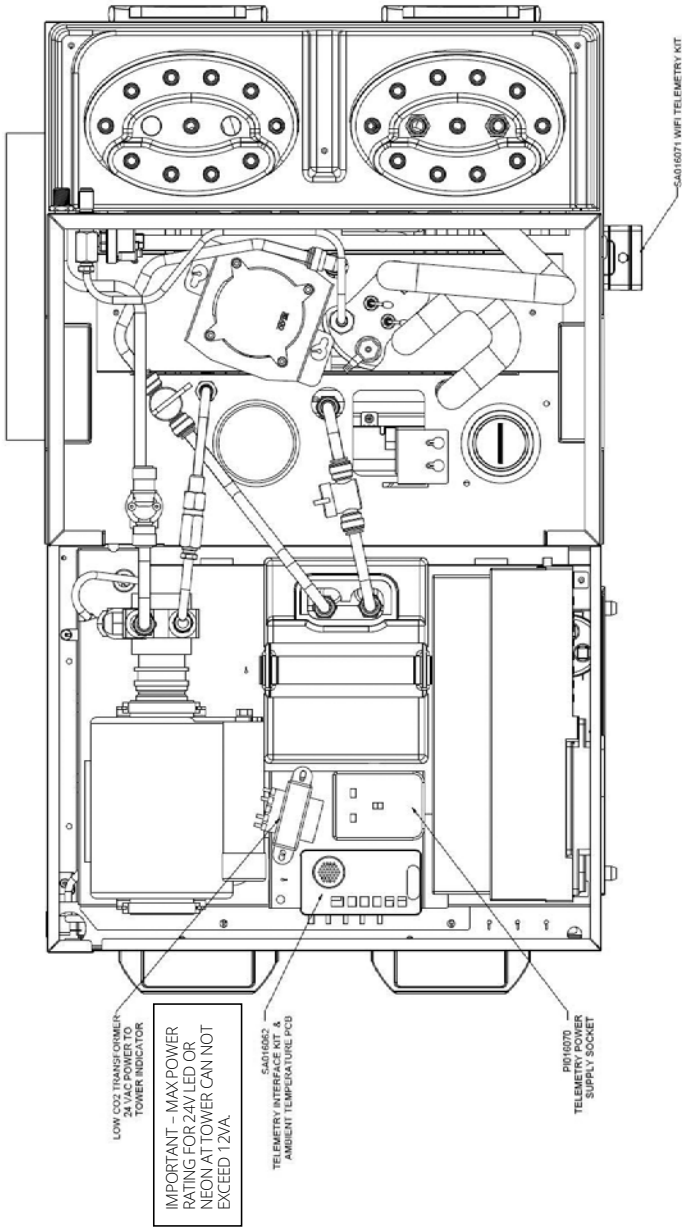 LOW CO2 TRANSFORMER
24 VAC POWER TO
TOWER INDICATOR
IMPORTANT – MAX POWER
RATING FOR 24V LED OR
NEON AT TOWER CAN NOT
EXCEED 12VA.
SA016062
TELEMETRY INTERFACE KIT &
AMBIENT TEMPERATURE PCB
PI016070
TELEMETRY POWER
SUPPLY SOCKET
SA016071 WIFI TELEMETRY KIT